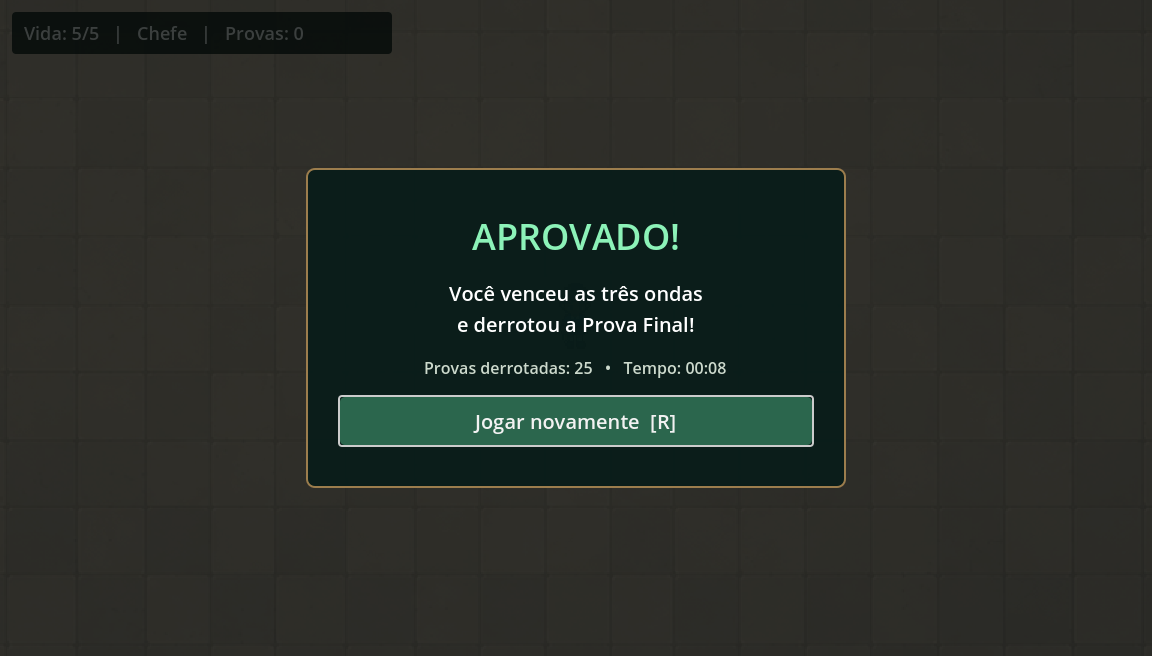 Vida: 5/5 | Chefe | Provas: 0
APROVADO!
Você venceu as três ondas
e derrotou a Prova Final!
Provas derrotadas: 25 • Tempo: 00:08
Jogar novamente [R]